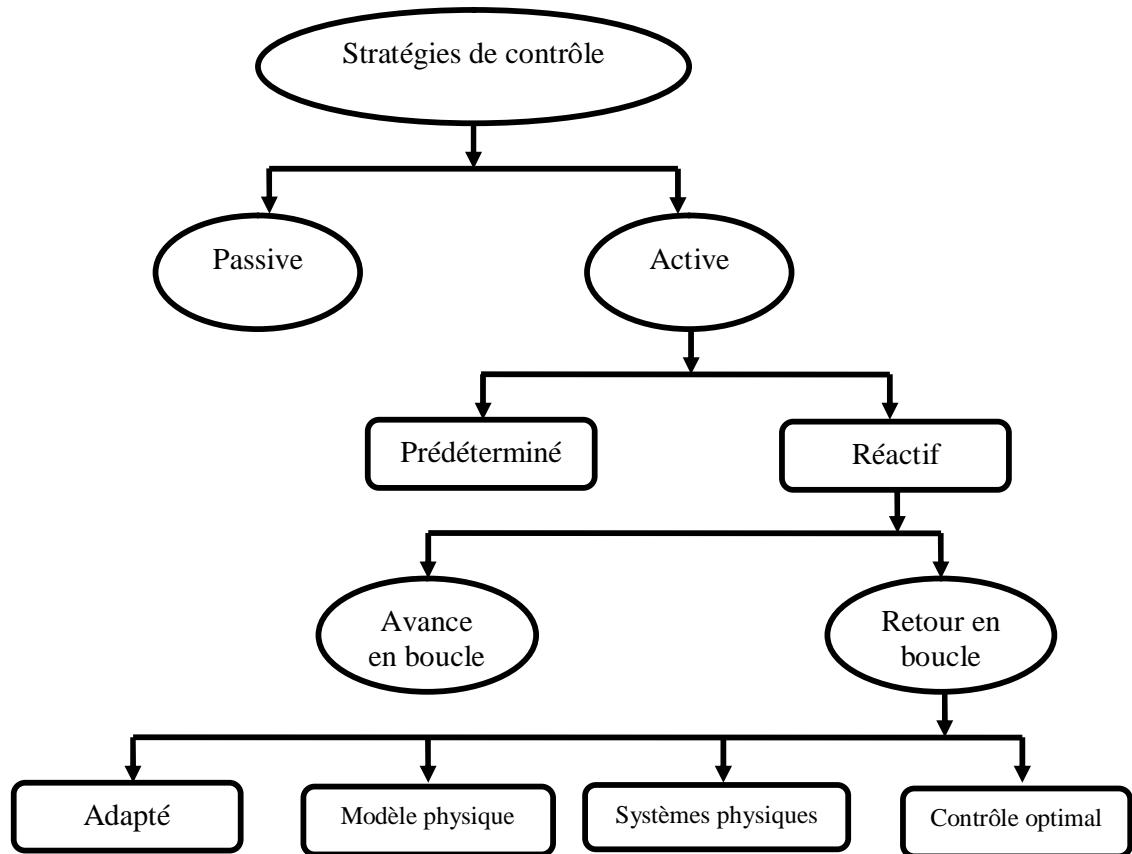 Stratégies de contrôle
Passive
Active
Prédéterminé
Réactif
Avance
en boucle
Retour en
boucle
Adapté
Modèle physique
Systèmes physiques
Contrôle optimal